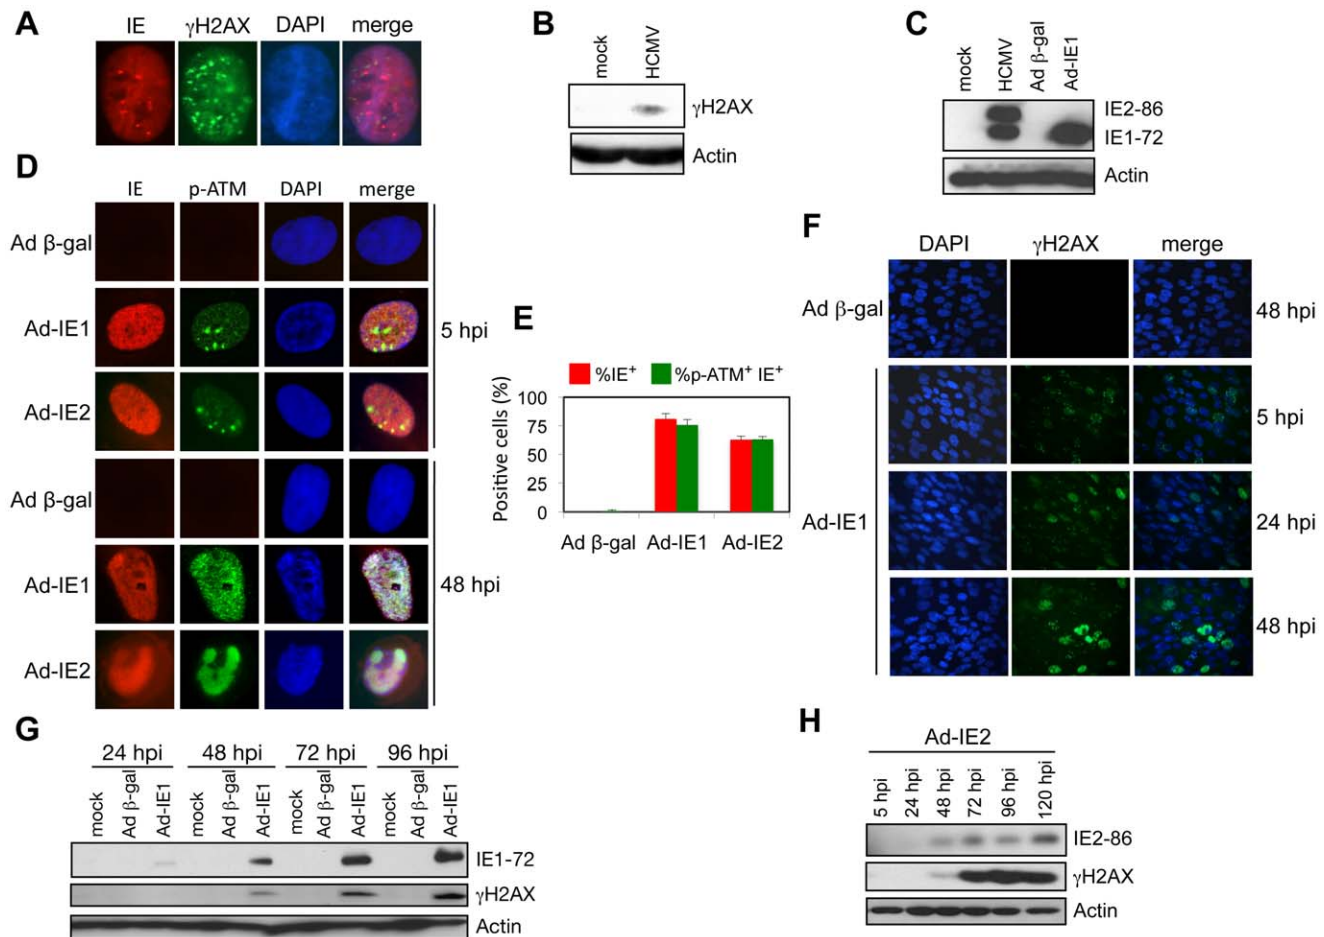 A
IE γH2AX DAPI merge
B
mock
HCMV
γH2AX
Actin
C
mock
HCMV
Ad β-gal
Ad-IE1
IE2-86
IE1-72
Actin
D
IE p-ATM DAPI merge
Ad β-gal
Ad-IE1
Ad-IE2
5 hpi
Ad β-gal
Ad-IE1
Ad-IE2
48 hpi
E
%IE⁺ %p-ATM⁺ IE⁺
Positive cells (%)
100
75
50
25
0
Ad β-gal Ad-IE1 Ad-IE2
F
DAPI γH2AX merge
Ad β-gal
48 hpi
Ad-IE1
5 hpi
24 hpi
48 hpi
G
24 hpi 48 hpi 72 hpi 96 hpi
mock
Ad β-gal
Ad-IE1
mock
Ad β-gal
Ad-IE1
mock
Ad β-gal
Ad-IE1
mock
Ad β-gal
Ad-IE1
IE1-72
γH2AX
Actin
H
Ad-IE2
5 hpi
24 hpi
48 hpi
72 hpi
96 hpi
120 hpi
IE2-86
γH2AX
Actin